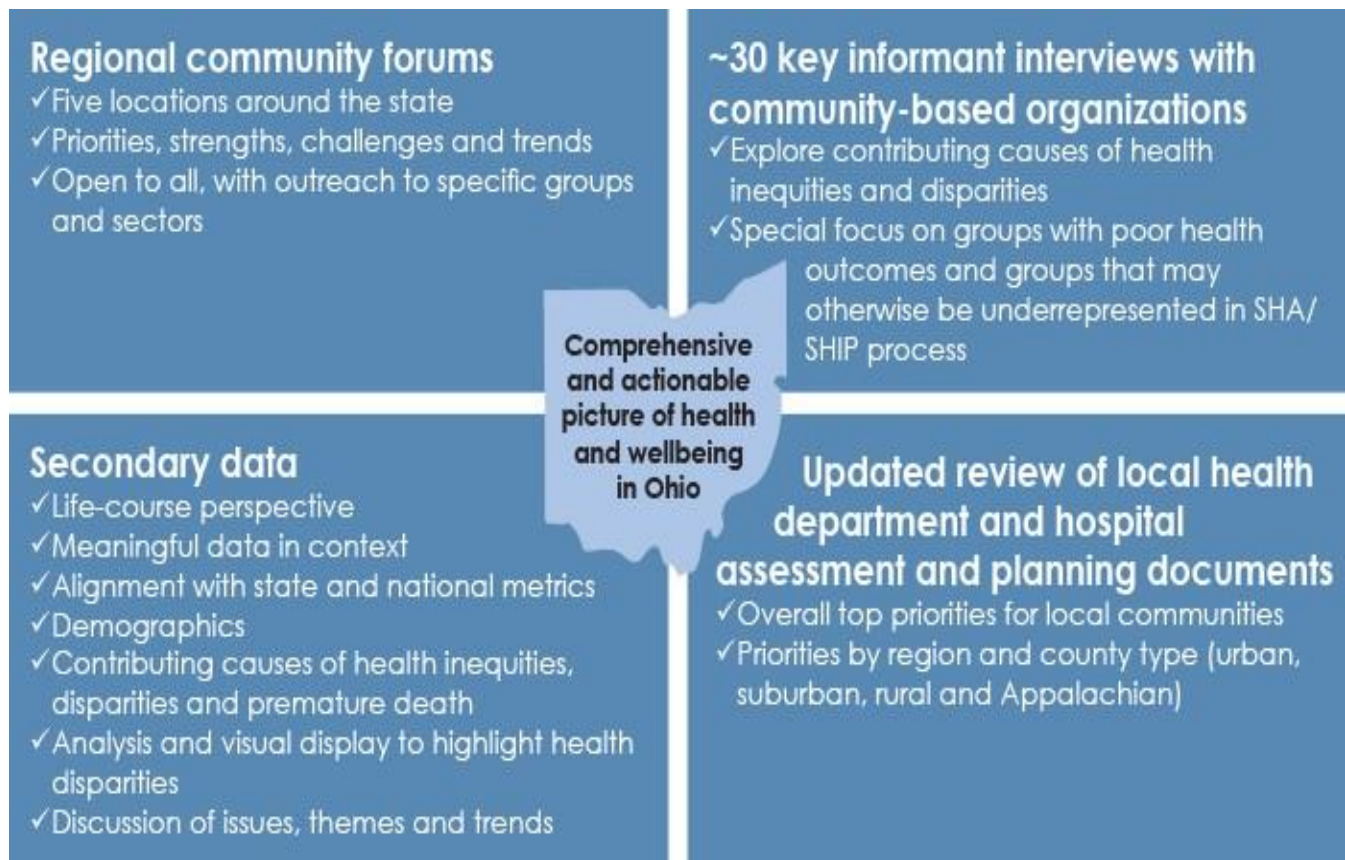 Regional community forums
✓Five locations around the state
✓Priorities, strengths, challenges and trends
✓Open to all, with outreach to specific groups
and sectors
~30 key informant interviews with
community-based organizations
✓Explore contributing causes of health
inequities and disparities
✓Special focus on groups with poor health
outcomes and groups that may
otherwise be underrepresented in SHA/
SHIP process
Comprehensive
and actionable
picture of health
and wellbeing
in Ohio
Secondary data
✓Life-course perspective
✓Meaningful data in context
✓Alignment with state and national metrics
✓Demographics
✓Contributing causes of health inequities,
disparities and premature death
✓Analysis and visual display to highlight health
disparities
✓Discussion of issues, themes and trends
Updated review of local health
department and hospital
assessment and planning documents
✓Overall top priorities for local communities
✓Priorities by region and county type (urban,
suburban, rural and Appalachian)